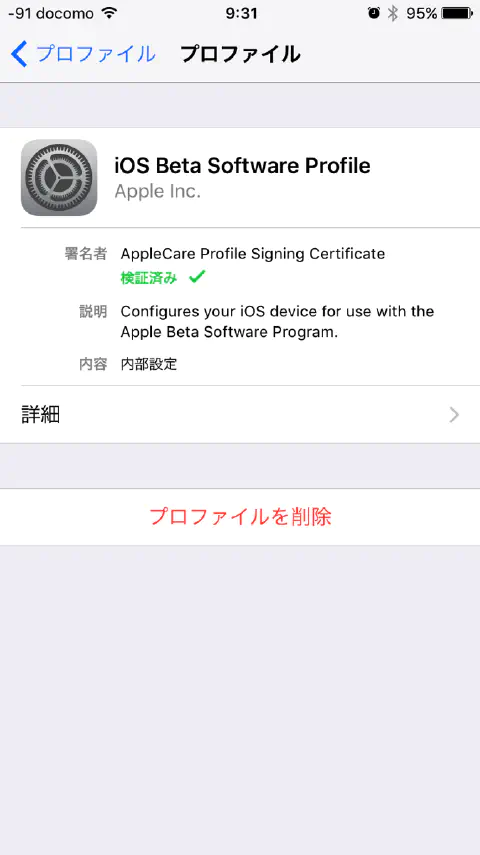 -91 docomo 9:31 95%
プロファイル プロファイル
iOS Beta Software Profile
Apple Inc.
署名者 AppleCare Profile Signing Certificate
検証済み
説明 Configures your iOS device for use with the
Apple Beta Software Program.
内容 内部設定
詳細
プロファイルを削除